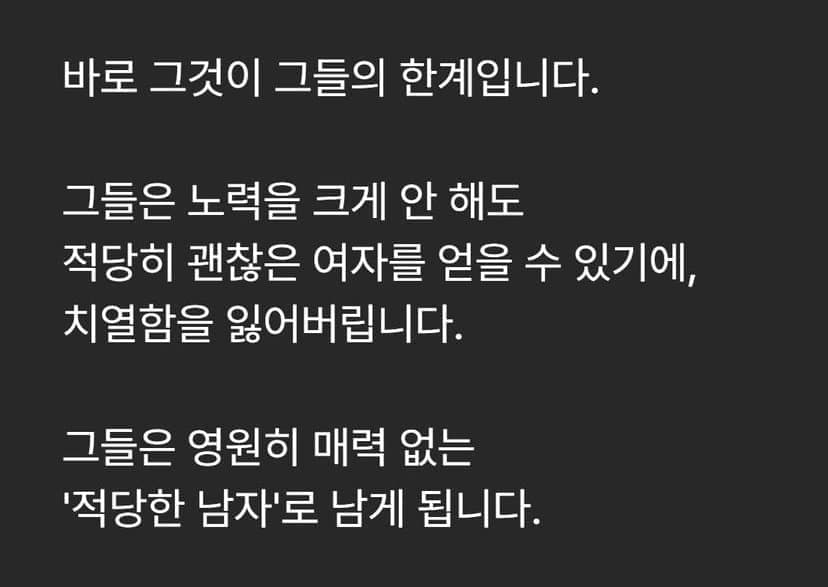 바로 그것이 그들의 한계입니다.
그들은 노력을 크게 안 해도
적당히 괜찮은 여자를 얻을 수 있기에,
치열함을 잃어버립니다.
그들은 영원히 매력 없는
'적당한 남자'로 남게 됩니다.